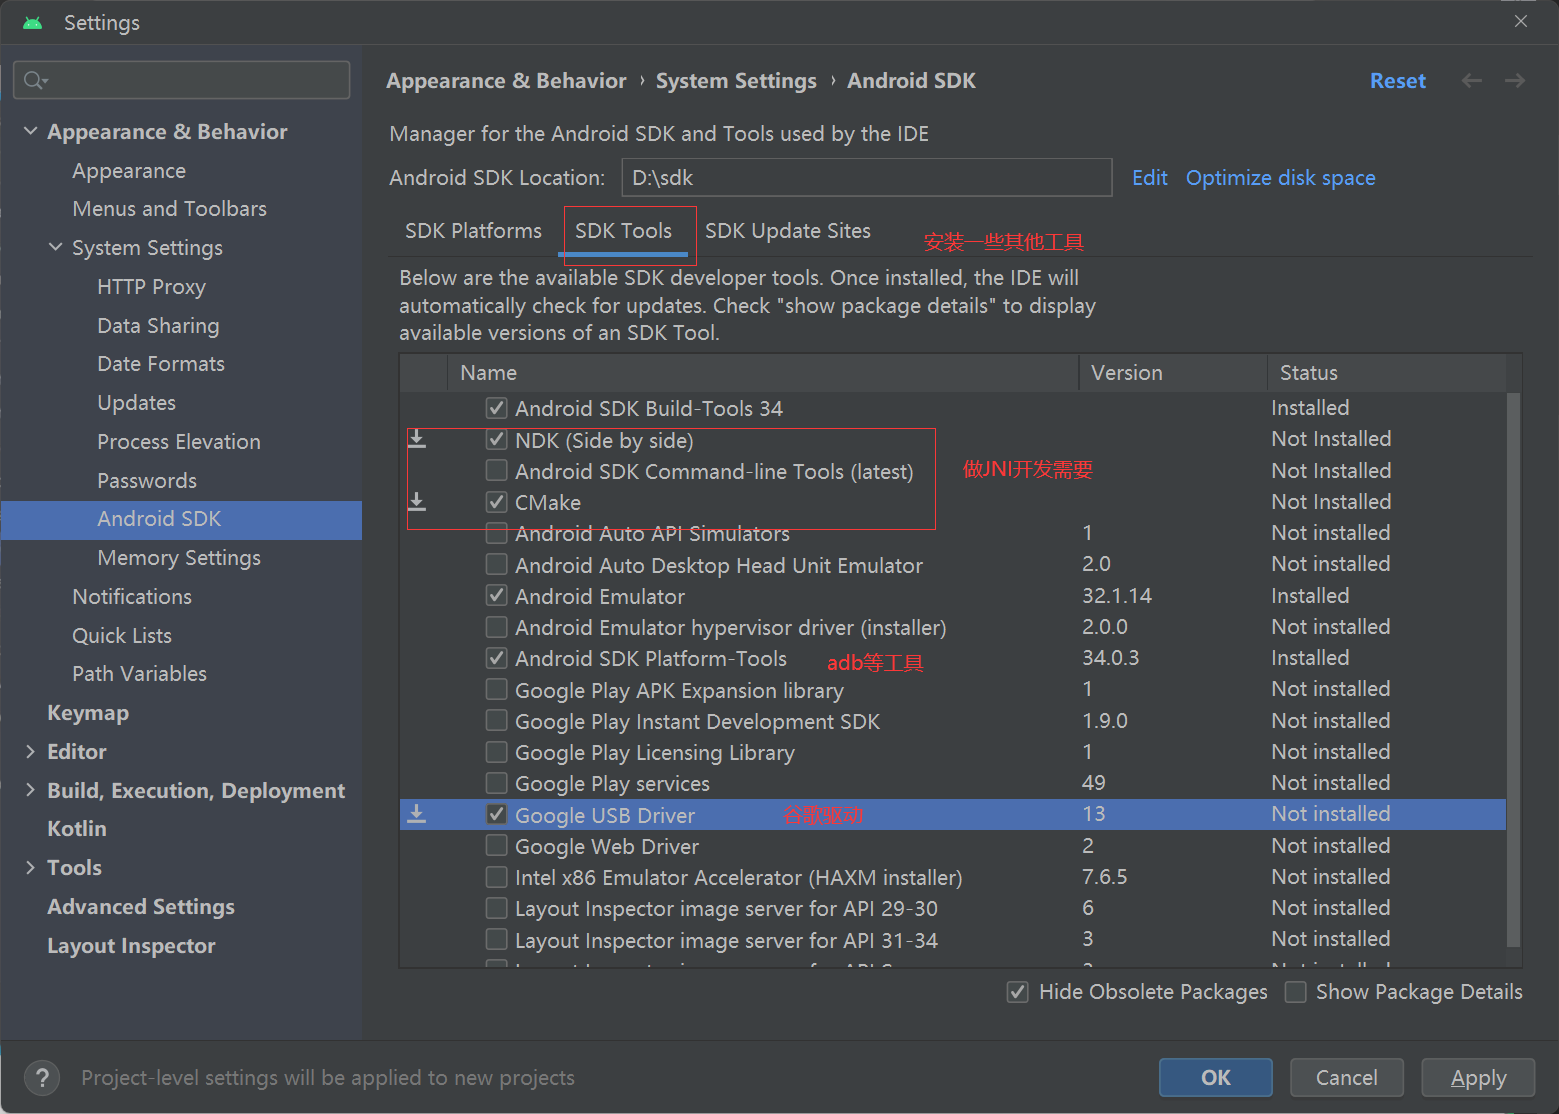 Settings
Appearance & Behavior › System Settings › Android SDK
Reset
Manager for the Android SDK and Tools used by the IDE
Android SDK Location:
D:\sdk
Edit
Optimize disk space
SDK Platforms
SDK Tools
SDK Update Sites
安装一些其他工具
Below are the available SDK developer tools. Once installed, the IDE will
automatically check for updates. Check "show package details" to display
available versions of an SDK Tool.
Name Version Status
Android SDK Build-Tools 34 Installed
NDK (Side by side) Not Installed
Android SDK Command-line Tools (latest) Not Installed
做JNI开发需要
CMake Not Installed
Android Auto API Simulators 1 Not installed
Android Auto Desktop Head Unit Emulator 2.0 Not installed
Android Emulator 32.1.14 Installed
Android Emulator hypervisor driver (installer) 2.0.0 Not installed
Android SDK Platform-Tools 34.0.3 Installed
adb等工具
Google Play APK Expansion library 1 Not installed
Google Play Instant Development SDK 1.9.0 Not installed
Google Play Licensing Library 1 Not installed
Google Play services 49 Not installed
Google USB Driver 13 Not installed
谷歌驱动
Google Web Driver 2 Not installed
Intel x86 Emulator Accelerator (HAXM installer) 7.6.5 Not installed
Layout Inspector image server for API 29-30 6 Not installed
Layout Inspector image server for API 31-34 3 Not installed
Hide Obsolete Packages
Show Package Details
Appearance & Behavior
Appearance
Menus and Toolbars
System Settings
HTTP Proxy
Data Sharing
Date Formats
Updates
Process Elevation
Passwords
Android SDK
Memory Settings
Notifications
Quick Lists
Path Variables
Keymap
Editor
Build, Execution, Deployment
Kotlin
Tools
Advanced Settings
Layout Inspector
? Project-level settings will be applied to new projects
OK
Cancel
Apply